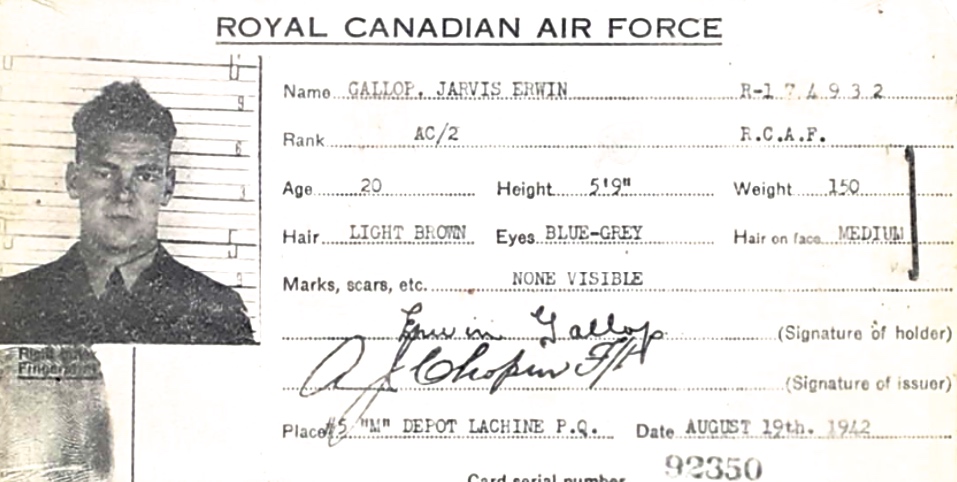 ROYAL CANADIAN AIR FORCE
Name GALLOP, JARVIS ERWIN R-174932
Rank AC/2 R.C.A.F.
Age 20 Height 5'9" Weight 150
Hair LIGHT BROWN Eyes BLUE-GREY Hair on face MEDIUM
Marks, scars, etc. NONE VISIBLE
Erwin Gallop (Signature of holder)
A J Chopin F/Lt (Signature of issuer)
Place #5 "M" DEPOT LACHINE P.Q. Date AUGUST 19th. 1942
Card serial number 92350